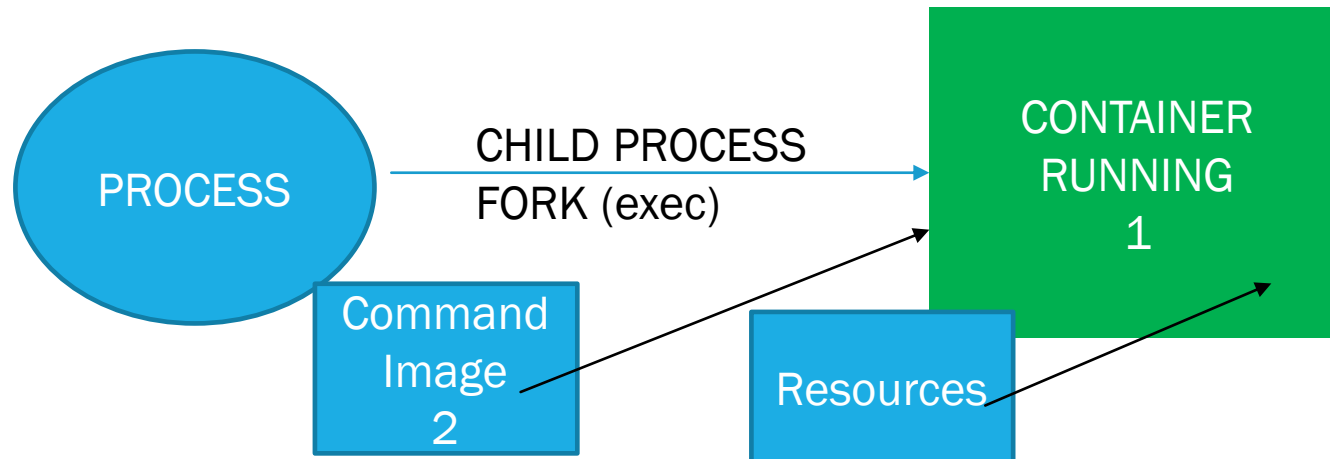 PROCESS
CHILD PROCESS
FORK (exec)
CONTAINER
RUNNING
1
Command
Image
2
Resources